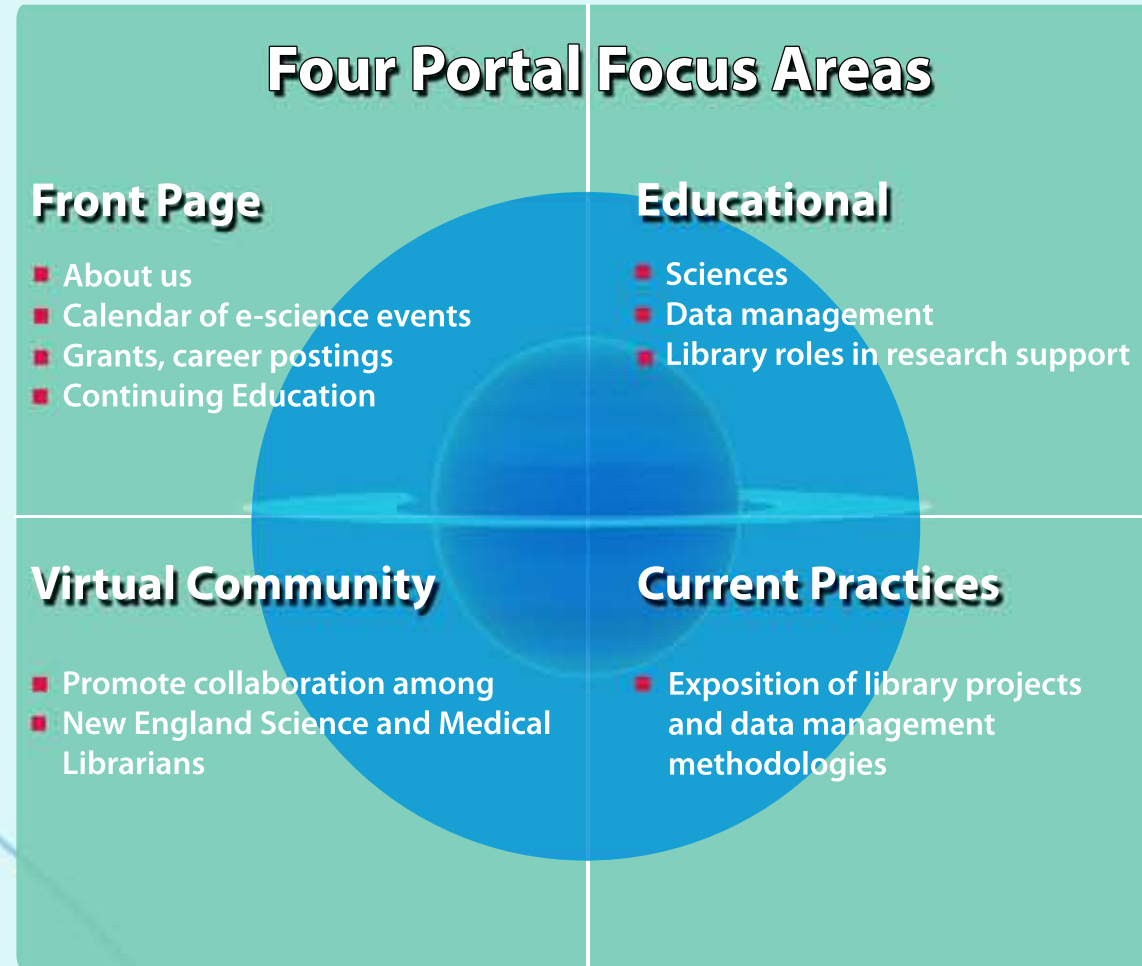 Four Portal Focus Areas
Front Page
About us
Calendar of e-science events
Grants, career postings
Continuing Education
Educational
Sciences
Data management
Library roles in research support
Virtual Community
Promote collaboration among
New England Science and Medical
Librarians
Current Practices
Exposition of library projects
and data management
methodologies